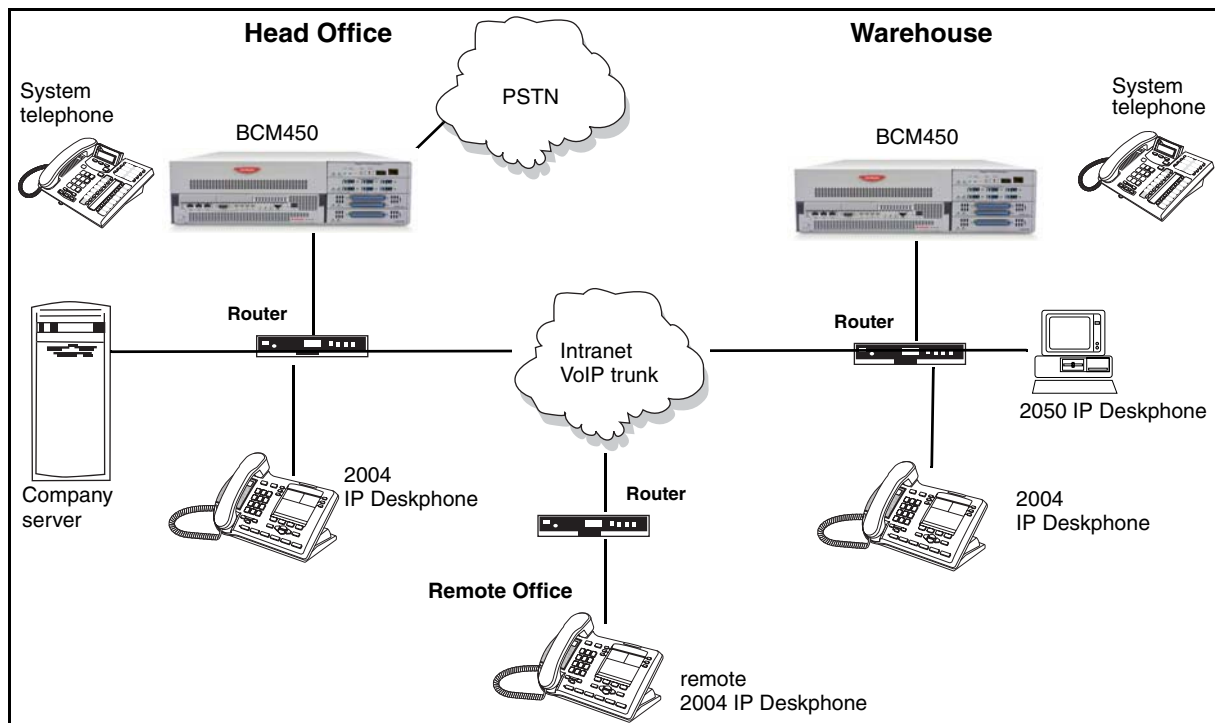 Head Office
Warehouse
System
telephone
BCM450
PSTN
BCM450
System
telephone
Router
Intranet
VoIP trunk
Router
2050 IP Deskphone
Company
server
2004
IP Deskphone
Router
2004
IP Deskphone
Remote Office
remote
2004 IP Deskphone